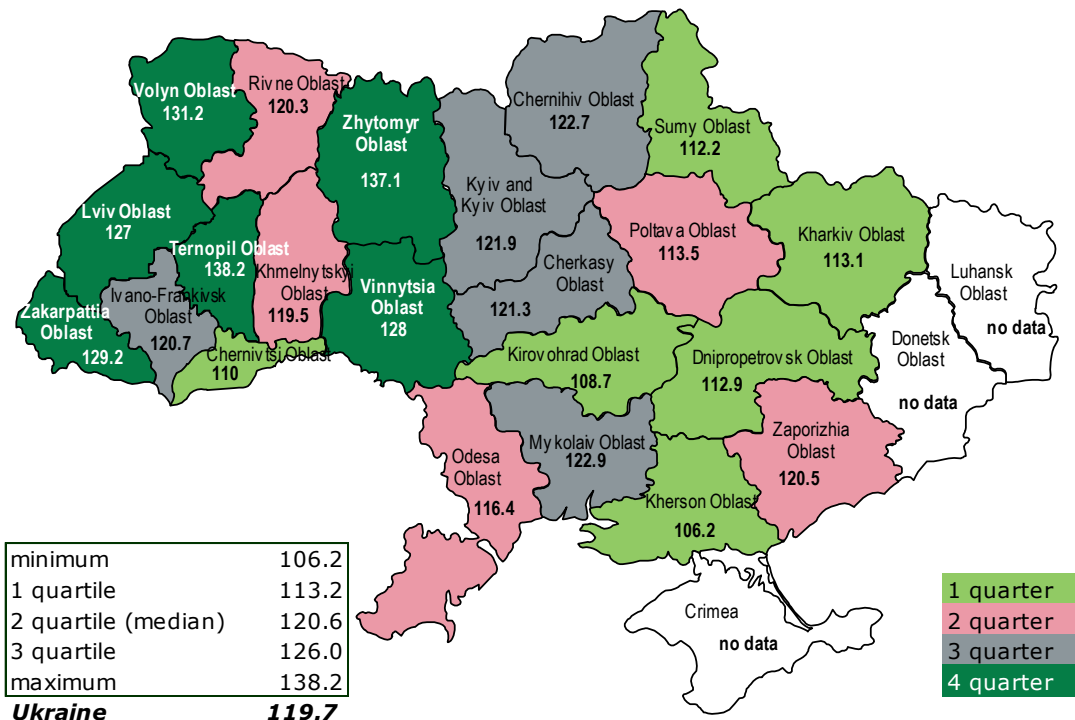 Volyn Oblast
131.2
Rivne Oblast
120.3
Zhytomyr
Oblast
137.1
Chernihiv Oblast
122.7
Sumy Oblast
112.2
Kyiv and
Kyiv Oblast
121.9
Lviv Oblast
127
Ternopil Oblast
138.2
Khmelnytskyi
Oblast
119.5
Poltava Oblast
113.5
Kharkiv Oblast
113.1
Luhansk
Oblast
no data
Cherkasy
Oblast
121.3
Vinnytsia
Oblast
128
Zakarpattia
Oblast
129.2
Ivano-Frankivsk
Oblast
120.7
Chernivtsi Oblast
110
Kirovohrad Oblast
108.7
Dnipropetrovsk Oblast
112.9
Donetsk
Oblast
no data
Odesa
Oblast
116.4
Mykolaiv Oblast
122.9
Zaporizhia
Oblast
120.5
Kherson Oblast
106.2
Crimea
no data
minimum 106.2
1 quartile 113.2
2 quartile (median) 120.6
3 quartile 126.0
maximum 138.2
Ukraine 119.7
1 quarter
2 quarter
3 quarter
4 quarter